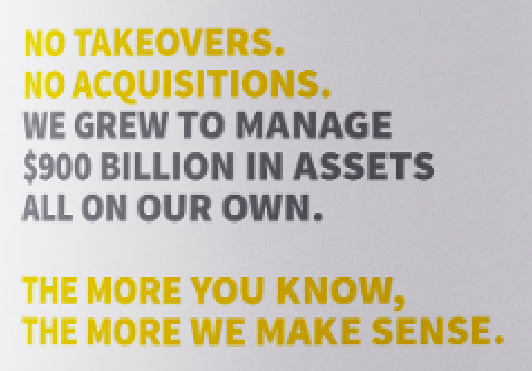 NO TAKEOVERS.
NO ACQUISITIONS.
WE GREW TO MANAGE
$900 BILLION IN ASSETS
ALL ON OUR OWN.
THE MORE YOU KNOW,
THE MORE WE MAKE SENSE.